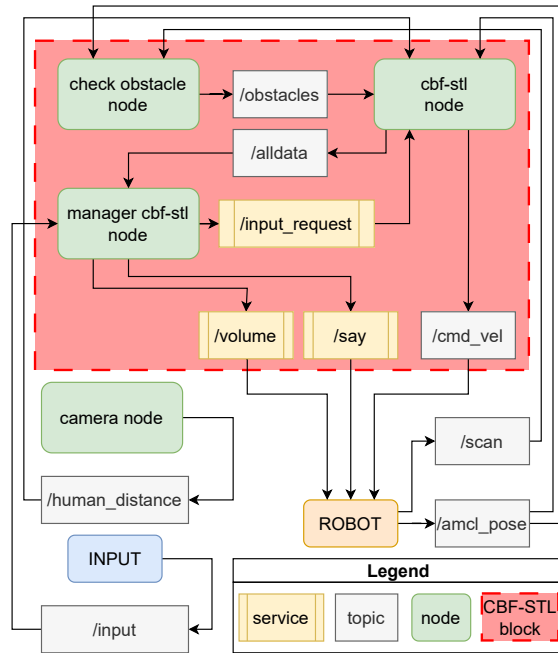 check obstacle
node
/obstacles
cbf-stl
node
/alldata
manager cbf-stl
node
/input_request
/volume
/say
/cmd_vel
camera node
/scan
/human_distance
ROBOT
/amcl_pose
INPUT
/input
Legend
service
topic
node
CBF-STL
block